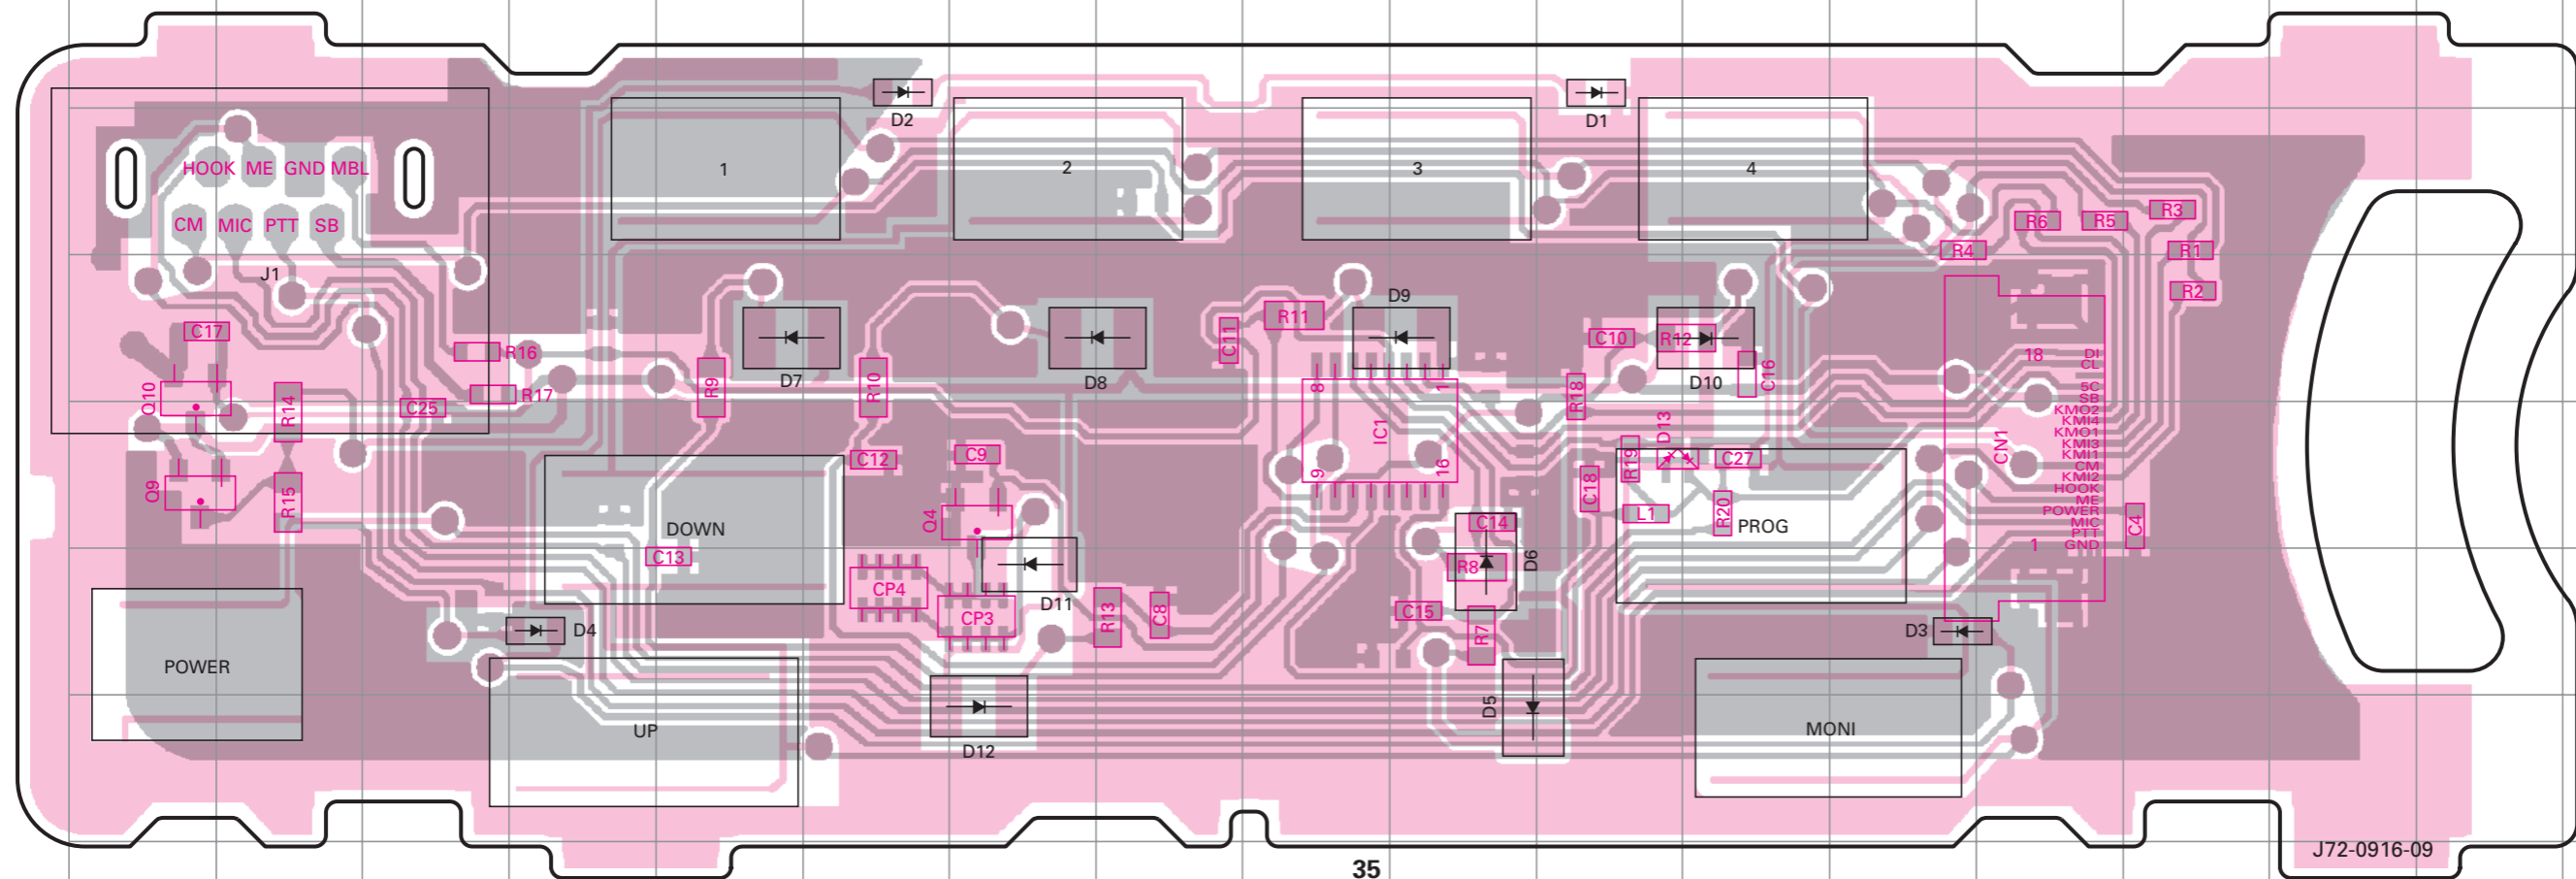 D2
D1
1
2
3
4
HOOK ME GND MBL
CM MIC PTT SB
J1
R6
R5
R3
R4
R1
R2
C17
R16
R17
Q10
R14
C25
R9
D7
R10
D8
C11
R11
D9
C10
R12
D10
C16
R18
8
1
IC1
9
16
18
DI
CL
5C
SB
KMO2
KMI4
KMO1
KMI3
KMI1
CM
KMI2
HOOK
ME
POWER
MIC
PTT
1 GND
CN1
C4
Q9
R15
C12
C9
Q4
D13
R19
C27
C18
L1
R20
PROG
DOWN
C13
C14
D6
R8
CP4
CP3
D11
R13
C8
C15
R7
D4
D3
POWER
UP
D12
D5
MONI
35
J72-0916-09